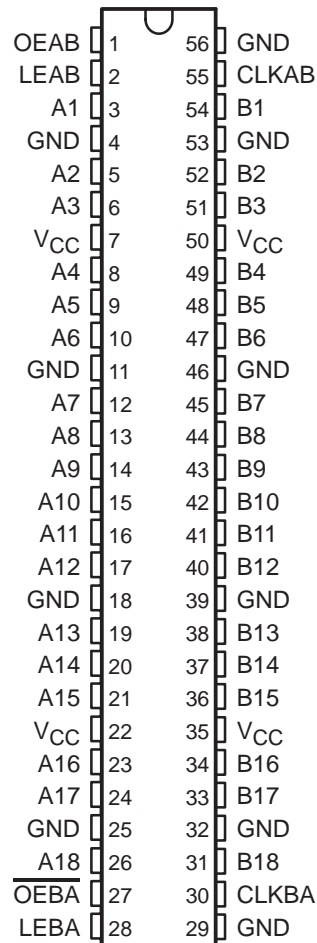 OEAB 1 56 GND
LEAB 2 55 CLKAB
A1 3 54 B1
GND 4 53 GND
A2 5 52 B2
A3 6 51 B3
VCC 7 50 VCC
A4 8 49 B4
A5 9 48 B5
A6 10 47 B6
GND 11 46 GND
A7 12 45 B7
A8 13 44 B8
A9 14 43 B9
A10 15 42 B10
A11 16 41 B11
A12 17 40 B12
GND 18 39 GND
A13 19 38 B13
A14 20 37 B14
A15 21 36 B15
VCC 22 35 VCC
A16 23 34 B16
A17 24 33 B17
GND 25 32 GND
A18 26 31 B18
O̅E̅B̅A̅ 27 30 CLKBA
LEBA 28 29 GND